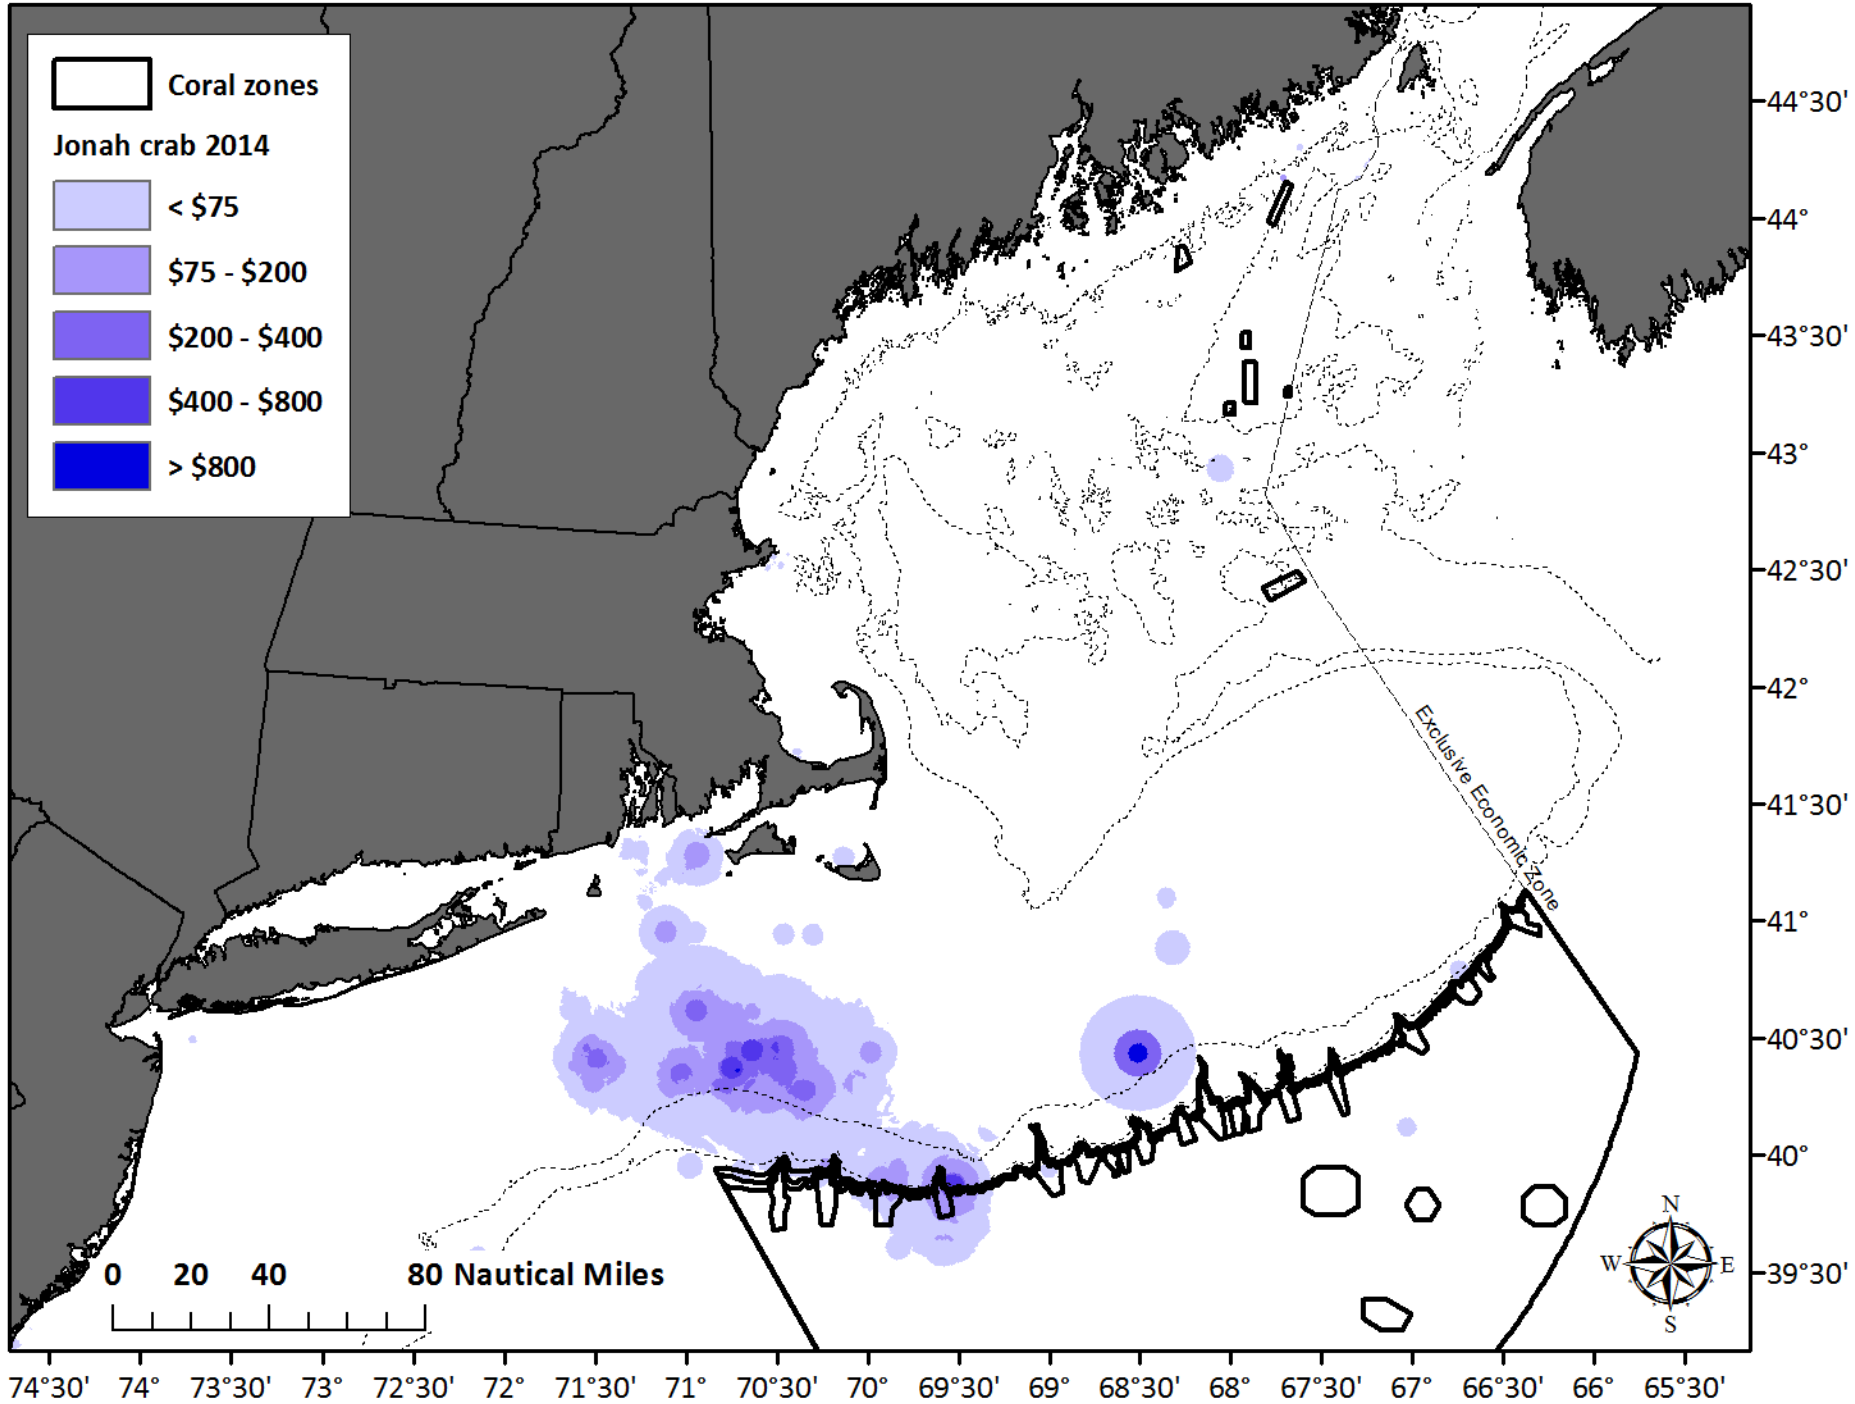 Coral zones
Jonah crab 2014
< $75
$75 - $200
$200 - $400
$400 - $800
> $800
44°30'
44°
43°30'
43°
42°30'
42°
41°30'
41°
40°30'
40°
39°30'
Exclusive Economic Zone
N
W E
S
0 20 40 80 Nautical Miles
74°30' 74° 73°30' 73° 72°30' 72° 71°30' 71° 70°30' 70° 69°30' 69° 68°30' 68° 67°30' 67° 66°30' 66° 65°30'